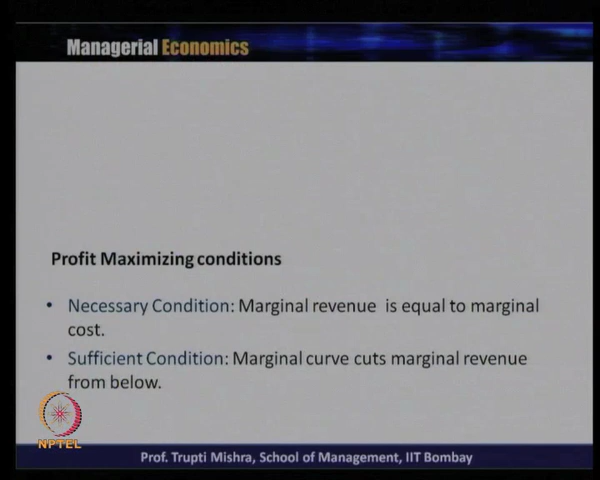 Managerial Economics
Profit Maximizing conditions
• Necessary Condition: Marginal revenue is equal to marginal
cost.
• Sufficient Condition: Marginal curve cuts marginal revenue
from below.
NPTEL
Prof. Trupti Mishra, School of Management, IIT Bombay